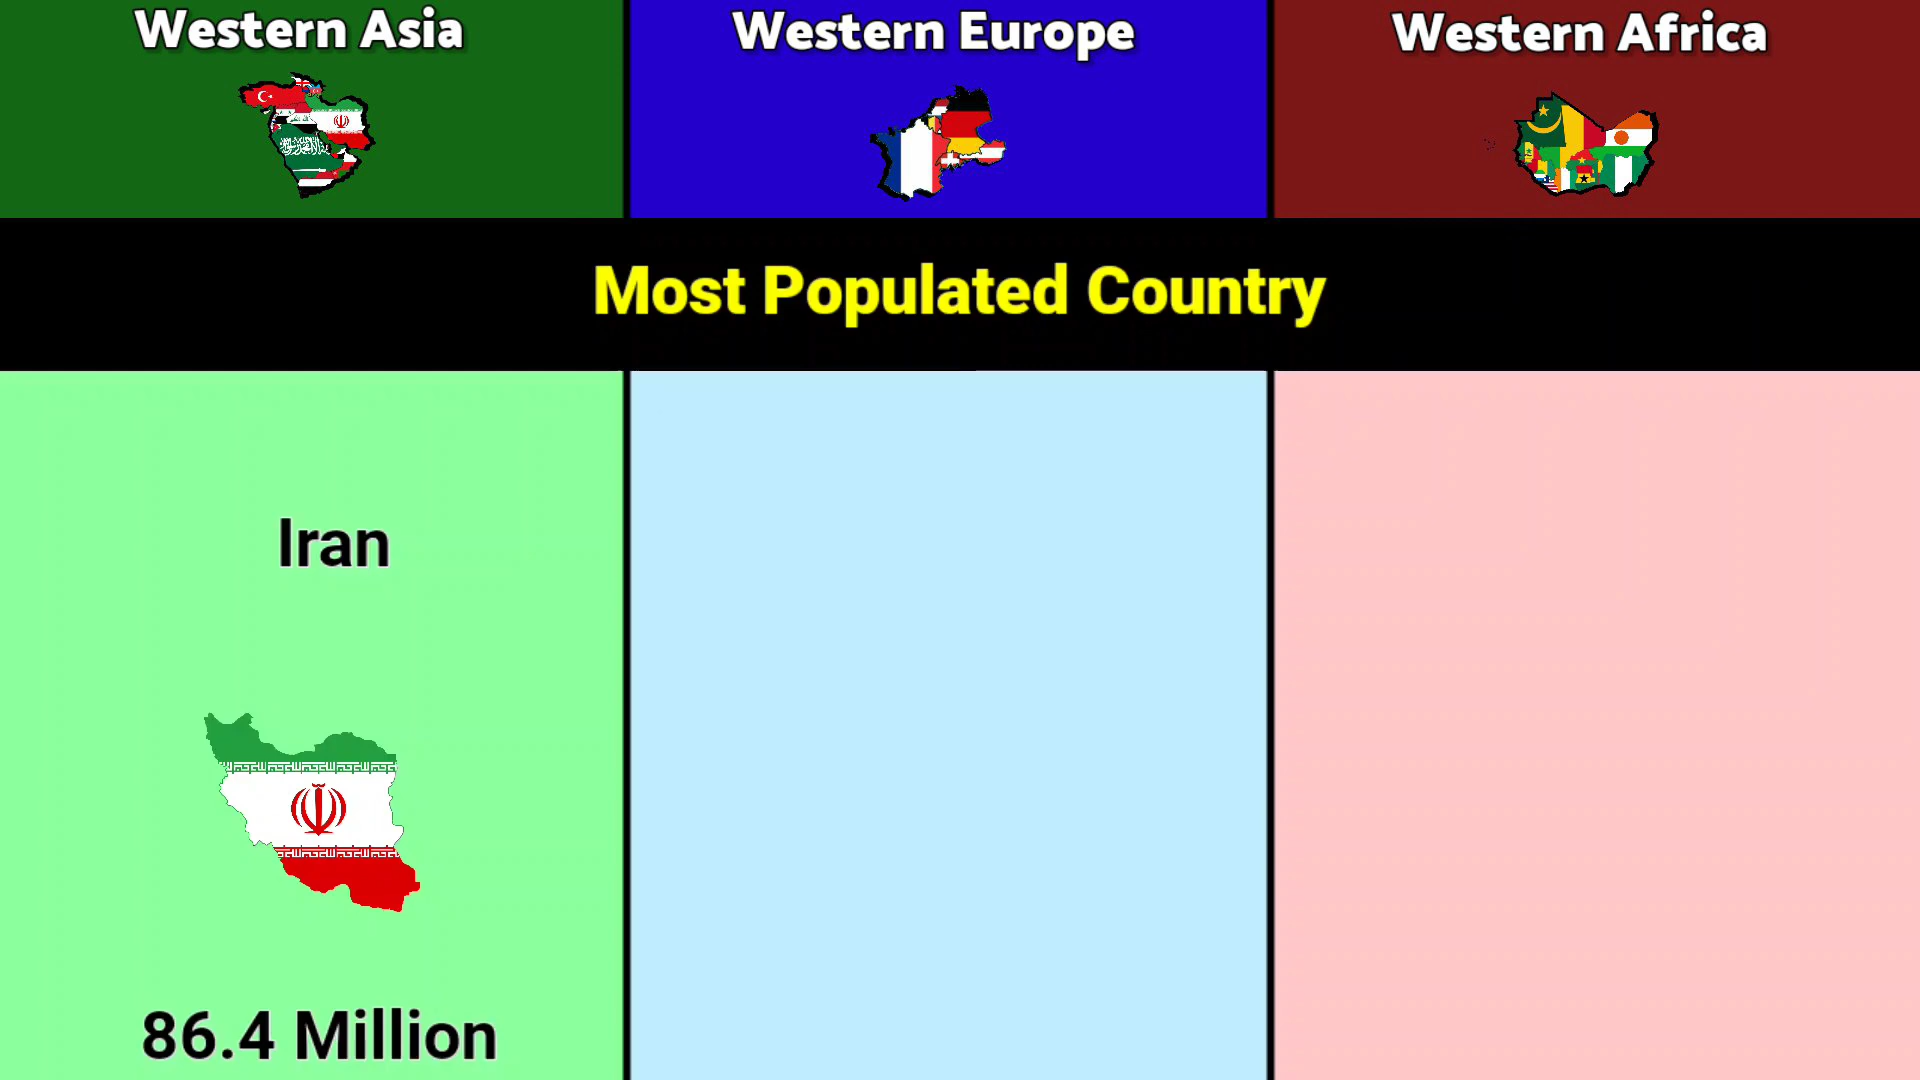 Western Asia
Western Europe
Western Africa
Most Populated Country
Iran
86.4 Million